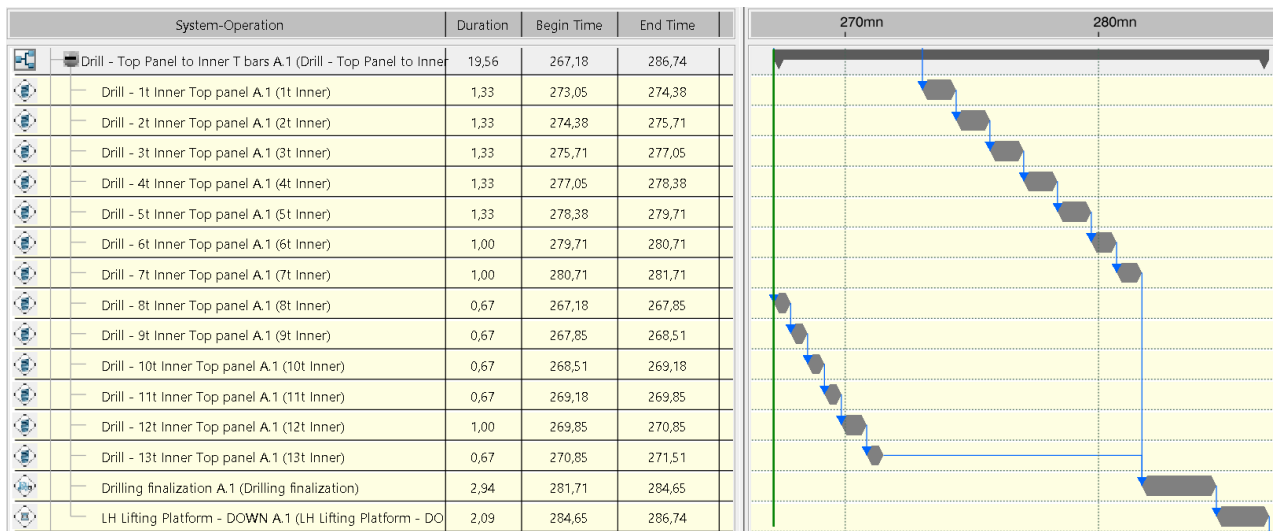 System-Operation Duration Begin Time End Time 270mn 280mn
Drill - Top Panel to Inner T bars A.1 (Drill - Top Panel to Inner 19,56 267,18 286,74
Drill - 1t Inner Top panel A.1 (1t Inner) 1,33 273,05 274,38
Drill - 2t Inner Top panel A.1 (2t Inner) 1,33 274,38 275,71
Drill - 3t Inner Top panel A.1 (3t Inner) 1,33 275,71 277,05
Drill - 4t Inner Top panel A.1 (4t Inner) 1,33 277,05 278,38
Drill - 5t Inner Top panel A.1 (5t Inner) 1,33 278,38 279,71
Drill - 6t Inner Top panel A.1 (6t Inner) 1,00 279,71 280,71
Drill - 7t Inner Top panel A.1 (7t Inner) 1,00 280,71 281,71
Drill - 8t Inner Top panel A.1 (8t Inner) 0,67 267,18 267,85
Drill - 9t Inner Top panel A.1 (9t Inner) 0,67 267,85 268,51
Drill - 10t Inner Top panel A.1 (10t Inner) 0,67 268,51 269,18
Drill - 11t Inner Top panel A.1 (11t Inner) 0,67 269,18 269,85
Drill - 12t Inner Top panel A.1 (12t Inner) 1,00 269,85 270,85
Drill - 13t Inner Top panel A.1 (13t Inner) 0,67 270,85 271,51
Drilling finalization A.1 (Drilling finalization) 2,94 281,71 284,65
LH Lifting Platform - DOWN A.1 (LH Lifting Platform - DO 2,09 284,65 286,74